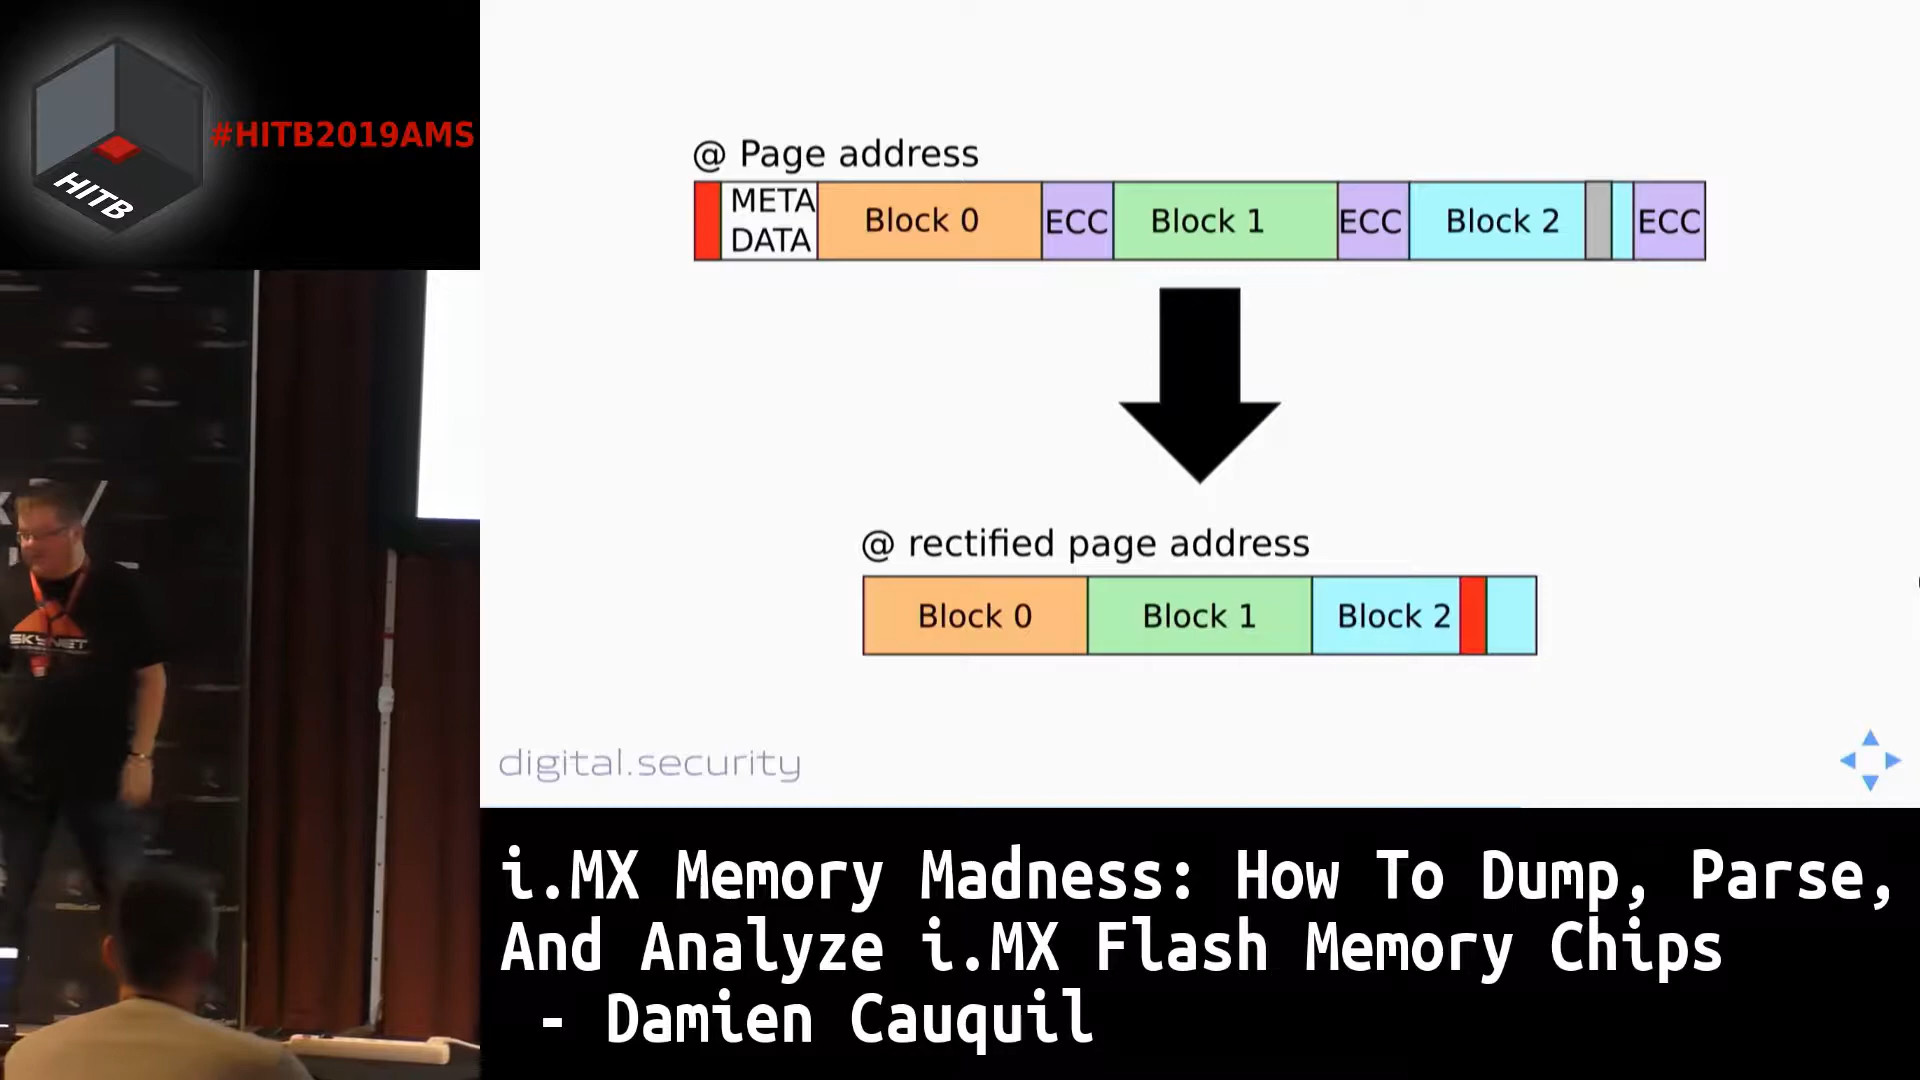 HITB
#HITB2019AMS
@ Page address
META
DATA
Block 0
ECC
Block 1
ECC
Block 2
ECC
@ rectified page address
Block 0
Block 1
Block 2
digital.security
SKYNET
i.MX Memory Madness: How To Dump, Parse,
And Analyze i.MX Flash Memory Chips
- Damien Cauquil